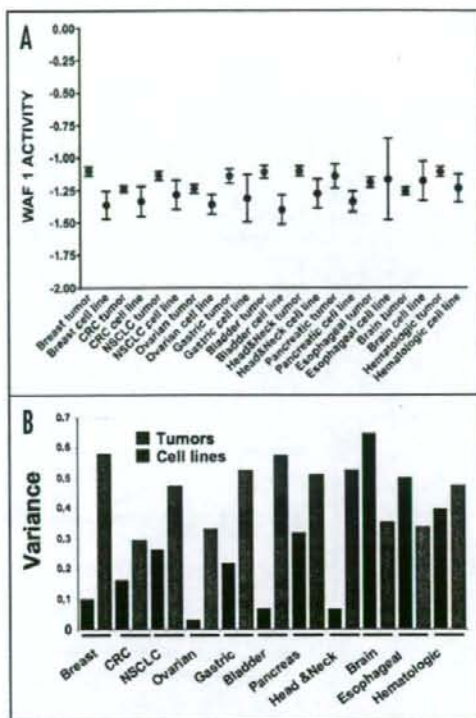 A
WAF 1 ACTIVITY
0.00
-0.25
-0.50
-0.75
-1.00
-1.25
-1.50
-1.75
-2.00
Breast tumor
Breast cell line
CRC tumor
CRC cell line
NSCLC tumor
NSCLC cell line
Ovarian tumor
Ovarian cell line
Gastric tumor
Gastric cell line
Bladder tumor
Bladder cell line
Head&Neck tumor
Head&Neck cell line
Pancreatic tumor
Pancreatic cell line
Esophageal tumor
Esophageal cell line
Brain tumor
Brain cell line
Hematologic tumor
Hematologic cell line
B
Variance
0.7
0.6
0.5
0.4
0.3
0.2
0.1
0
Tumors
Cell lines
Breast
CRC
NSCLC
Ovarian
Gastric
Bladder
Pancreas
Head &Neck
Brain
Esophageal
Hematologic